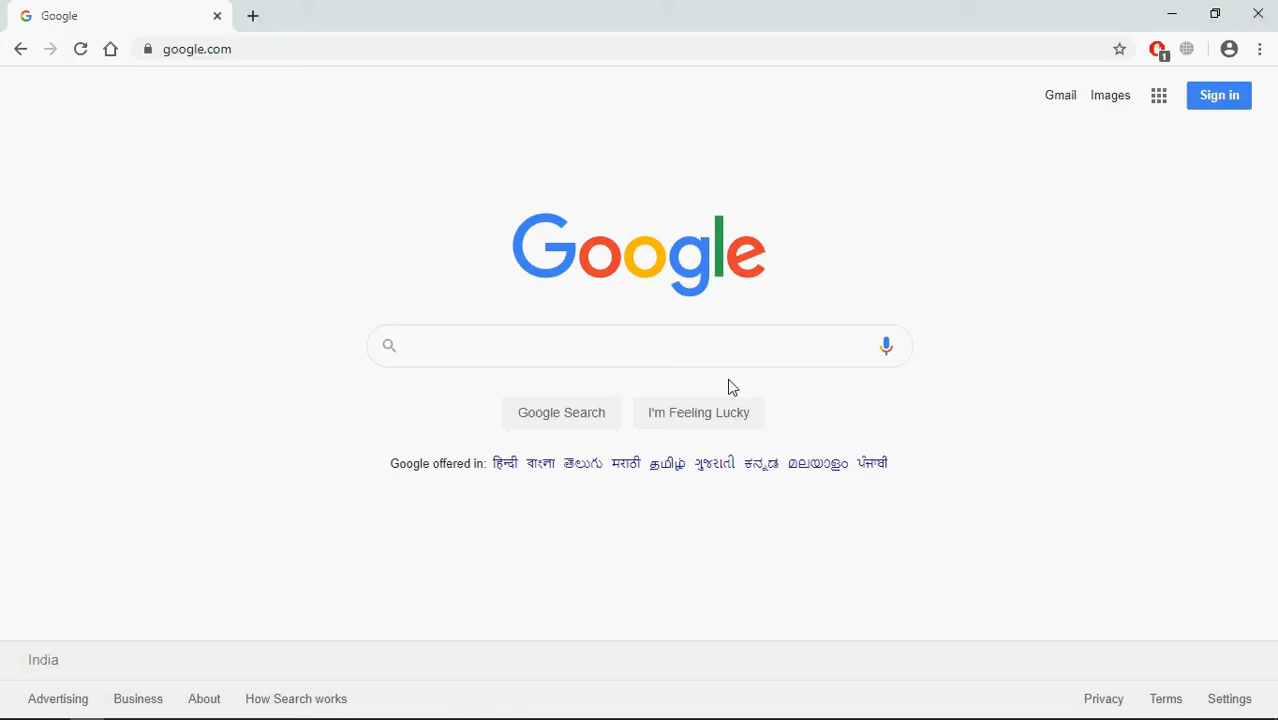 Google
google.com
1
Gmail Images Sign in
Google
Google Search I'm Feeling Lucky
Google offered in: हिन्दी বাংলা తెలుగు मराठी தமிழ் ગુજરાતી ಕನ್ನಡ മലയാളം ਪੰਜਾਬੀ
India
Advertising Business About How Search works Privacy Terms Settings